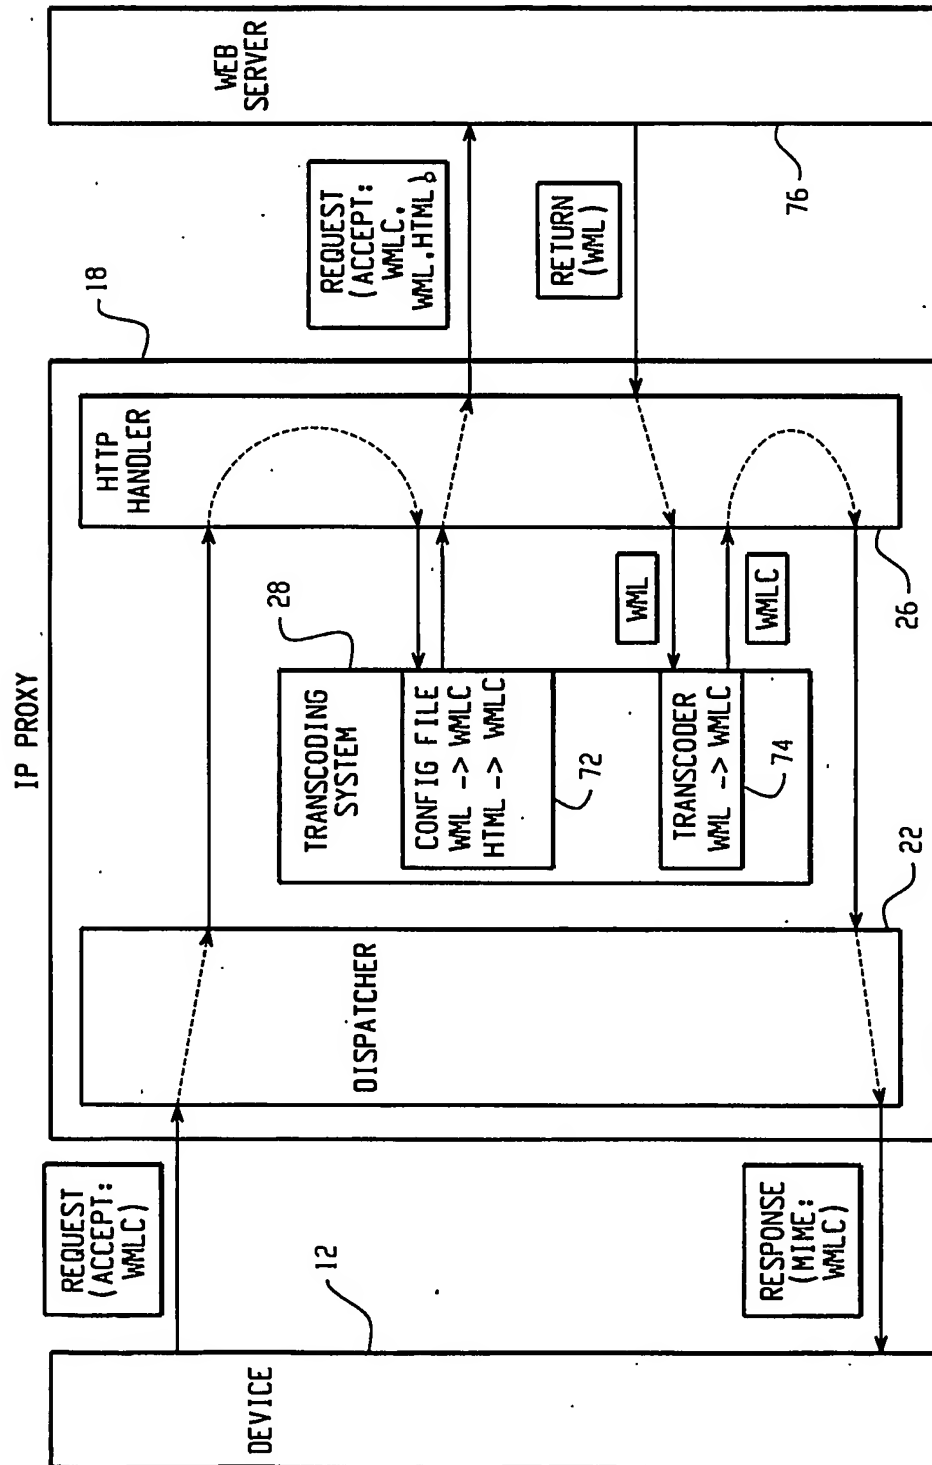 IP PROXY
DEVICE
12
REQUEST
(ACCEPT:
WMLC)
RESPONSE
(MIME:
WMLC)
DISPATCHER
22
TRANSCODING
SYSTEM
28
CONFIG FILE
WML -> WMLC
HTML -> WMLC
72
TRANSCODER
WML -> WMLC
74
WML
WMLC
HTTP
HANDLER
26
18
REQUEST
(ACCEPT:
WMLC.
WML.HTML)
RETURN
(WML)
WEB
SERVER
76